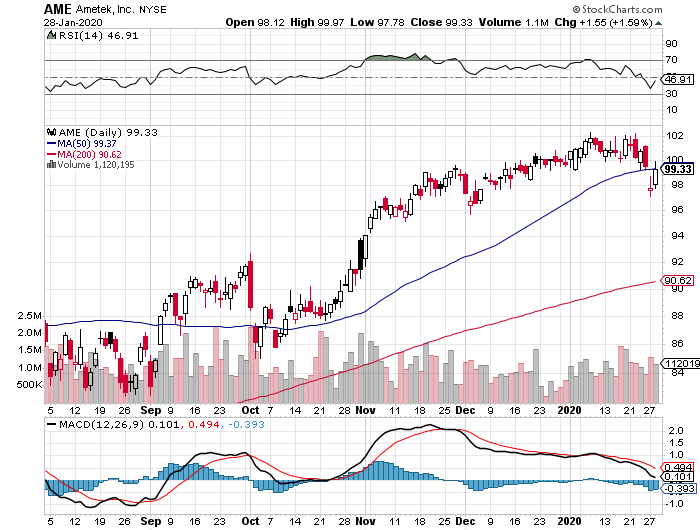 AME Ametek, Inc. NYSE © StockCharts.com
28-Jan-2020 Open 98.12 High 99.97 Low 97.78 Close 99.33 Volume 1.1M Chg +1.55 (+1.59%)
RSI(14) 46.91
90
70
50
46.91
30
10
AME (Daily) 99.33
MA(50) 99.37
MA(200) 90.62
Volume 1,120,195
102
100
99.33
98
96
94
92
90.62
88
86
84
2.5M
2.0M
1.5M
1.0M
500K
5 12 19 26 Sep 9 16 23 Oct 7 14 21 28 Nov 11 18 25 Dec 9 16 23 2020 13 21 27
MACD(12,26,9) 0.101, 0.494, -0.393
2.0
1.5
1.0
0.494
0.101
-0.393
-1.0
5 12 19 26 Sep 9 16 23 Oct 7 14 21 28 Nov 11 18 25 Dec 9 16 23 2020 13 21 27